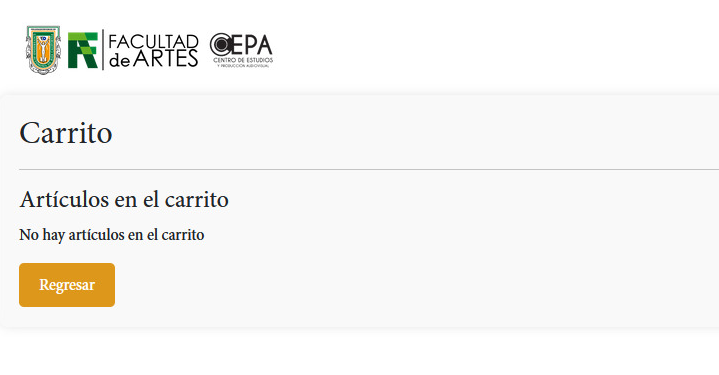 FACULTAD
de ARTES
CEPA
CENTRO DE ESTUDIOS
Y PRODUCCIÓN AUDIOVISUAL
Carrito
Artículos en el carrito
No hay artículos en el carrito
Regresar